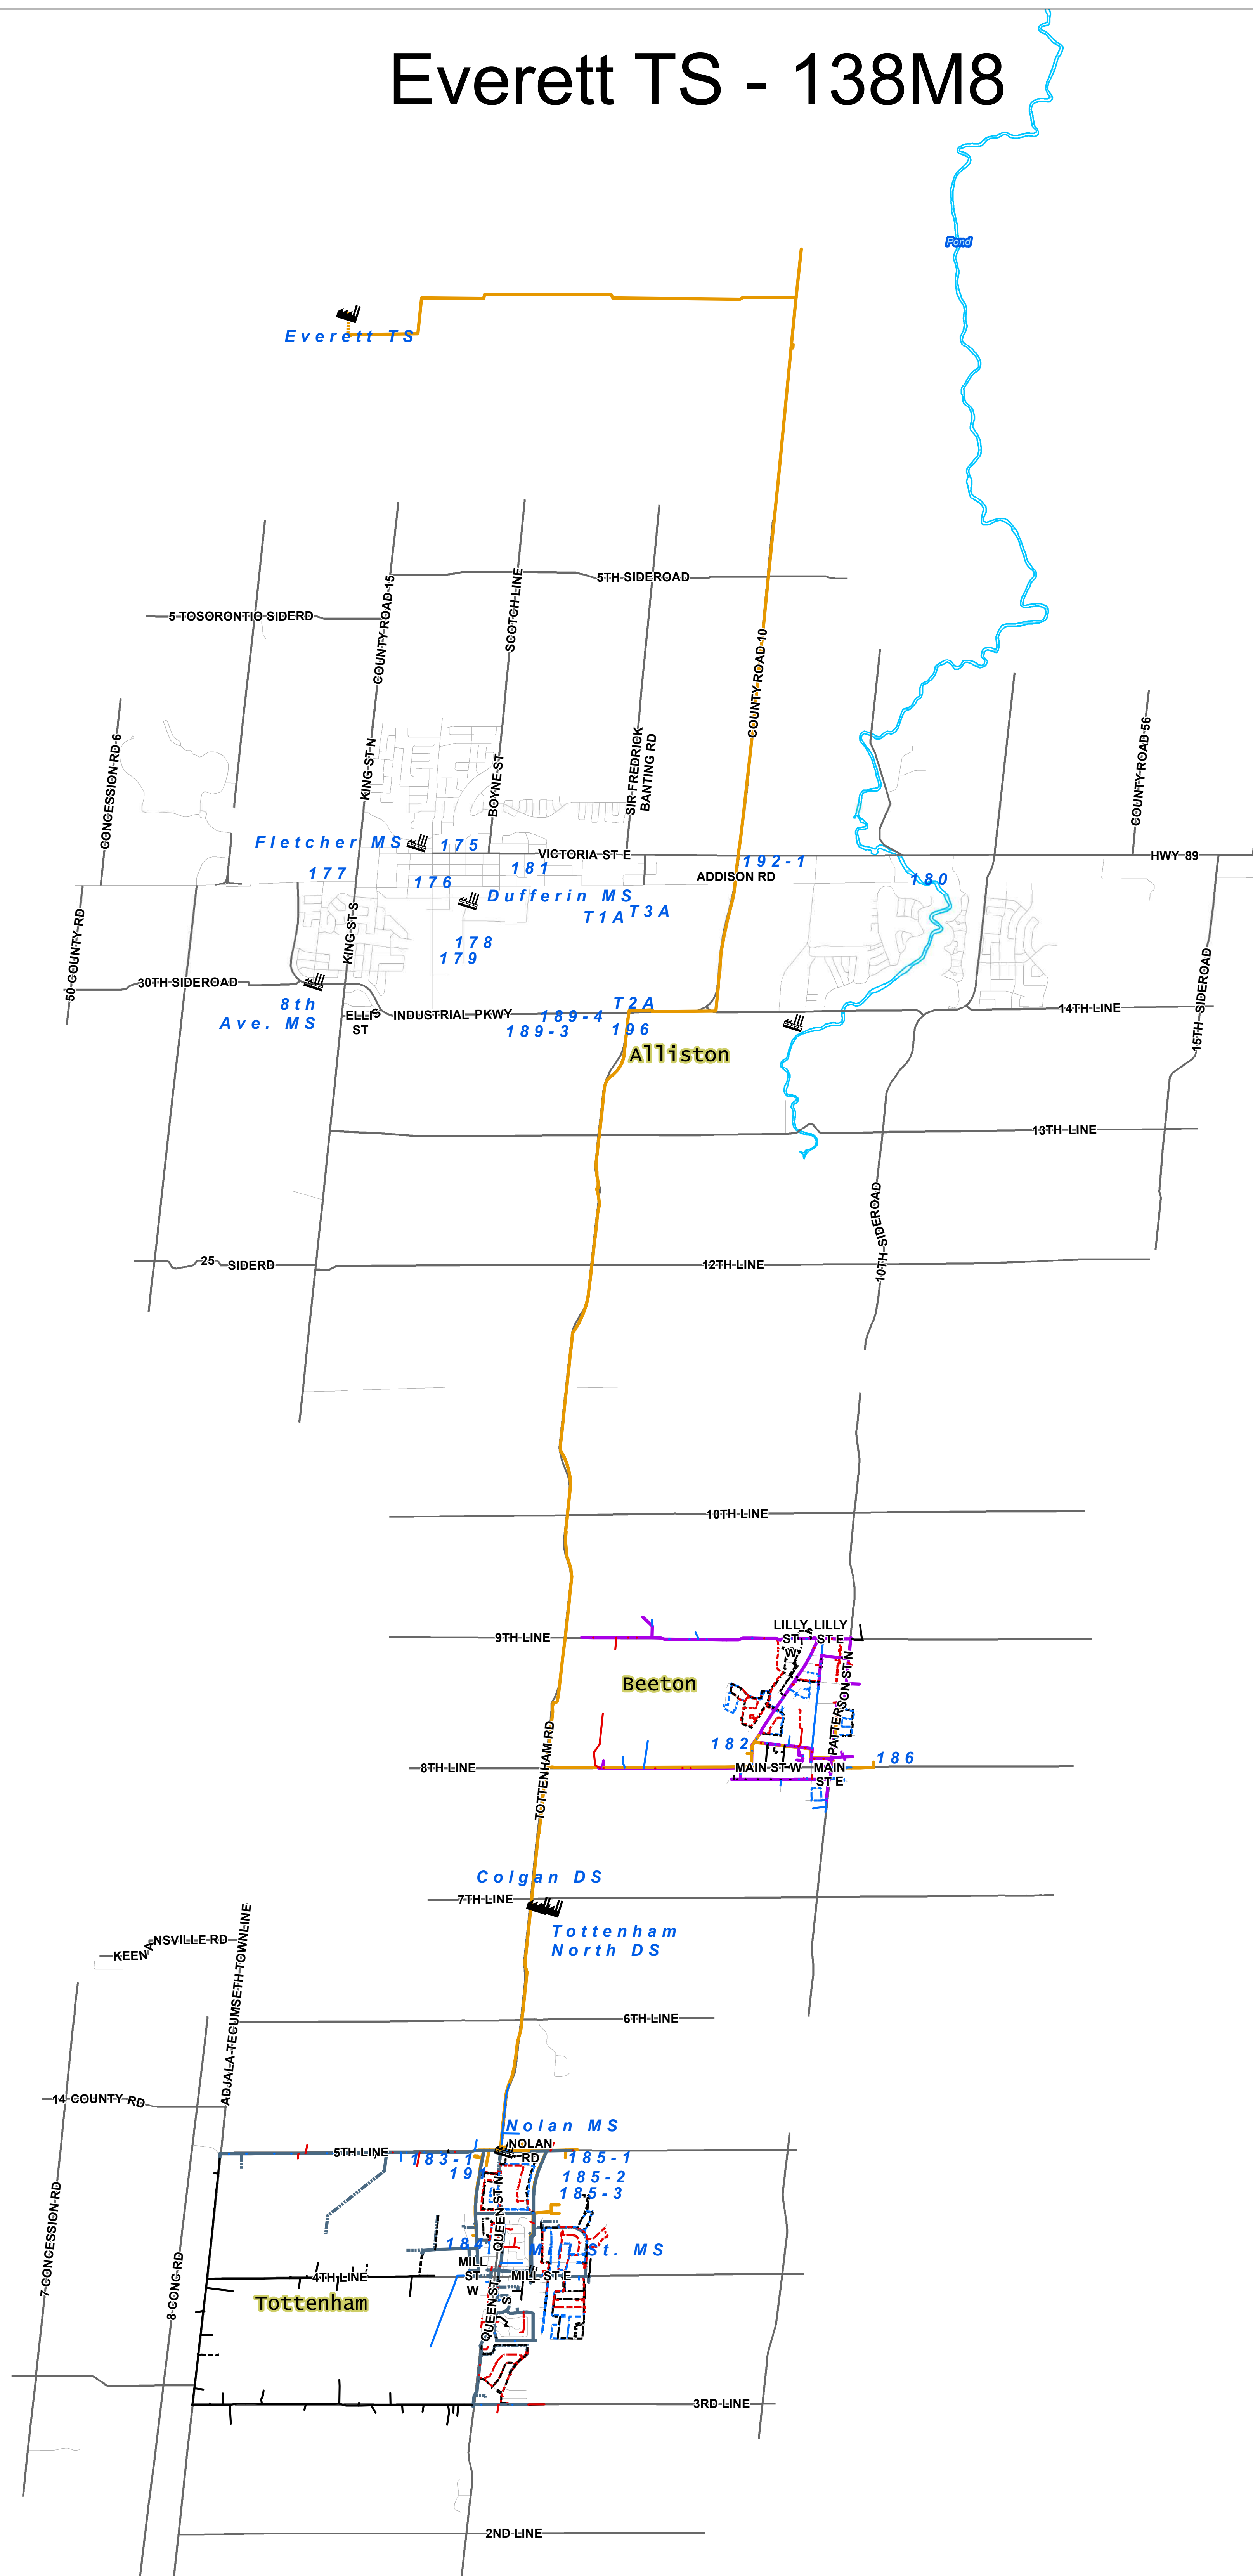 Everett TS - 138M8
Pond
Everett TS
5TH SIDEROAD
5 TOSORONTIO SIDERD
COUNTY ROAD 15
SCOTCH LINE
COUNTY ROAD 10
CONCESSION RD 6
KING ST N
BOYNE ST
SIR FREDRICK
BANTING RD
COUNTY ROAD 56
Fletcher MS
175
VICTORIA ST E
192-1
HWY 89
177
176
181
ADDISON RD
180
Dufferin MS
T1A
T3A
50 COUNTY RD
KING ST S
178
179
30TH SIDEROAD
15TH SIDEROAD
8th
Ave. MS
ELLIS
ST
INDUSTRIAL PKWY
T2A
189-4
189-3
196
14TH LINE
Alliston
13TH LINE
10TH SIDEROAD
25
SIDERD
12TH LINE
10TH LINE
9TH LINE
LILLY
ST
W
LILLY
ST E
PATTERSON ST N
Beeton
182
186
TOTTENHAM RD
8TH LINE
MAIN ST W
MAIN
ST E
Colgan DS
7TH LINE
Tottenham
North DS
KEENANSVILLE RD
ADJALA-TECUMSETH TOWNLINE
6TH LINE
14 COUNTY RD
Nolan MS
5TH LINE
NOLAN
RD
183-1
185-1
185-2
185-3
QUEEN ST N
184
Mill St. MS
MILL
ST
W
MILL ST E
4TH LINE
QUEEN ST S
Tottenham
7 CONCESSION RD
8 CONC RD
3RD LINE
2ND LINE